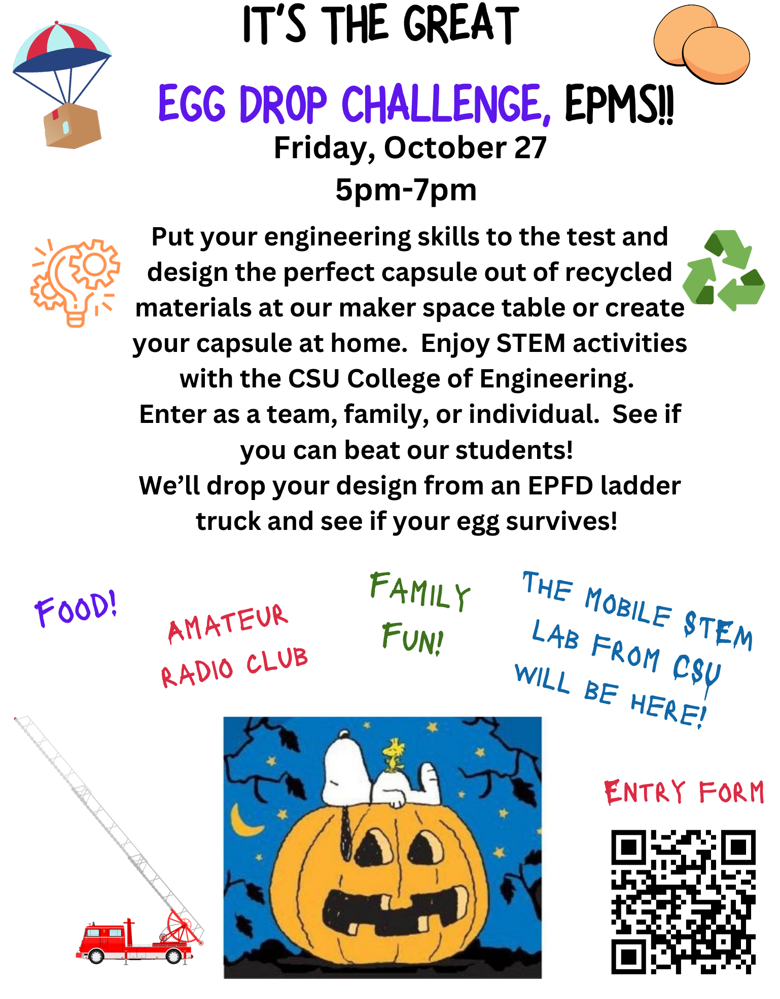 IT'S THE GREAT
EGG DROP CHALLENGE, EPMS!!
Friday, October 27
5pm-7pm
Put your engineering skills to the test and
design the perfect capsule out of recycled
materials at our maker space table or create
your capsule at home.  Enjoy STEM activities
with the CSU College of Engineering.
Enter as a team, family, or individual.  See if
you can beat our students!
We’ll drop your design from an EPFD ladder
truck and see if your egg survives!
FOOD!
AMATEUR
RADIO CLUB
FAMILY
FUN!
THE MOBILE STEM
LAB FROM CSU
WILL BE HERE!
ENTRY FORM